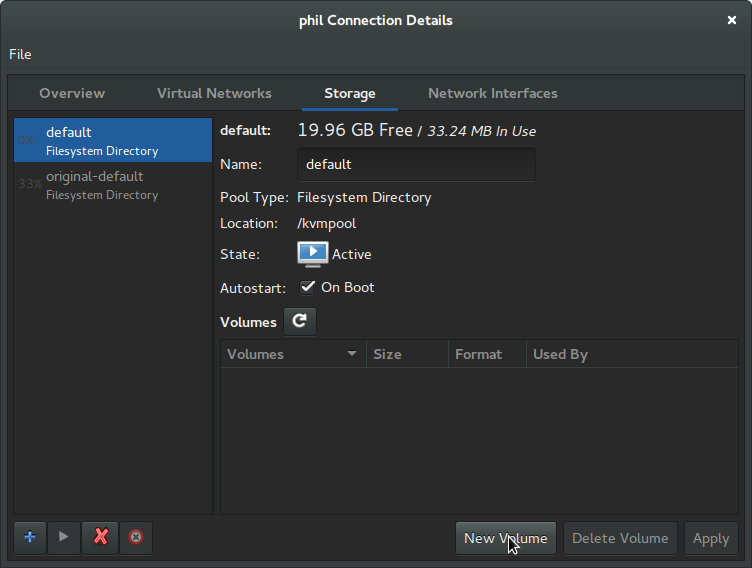 phil Connection Details
File
Overview Virtual Networks Storage Network Interfaces
0% default
Filesystem Directory
33% original-default
Filesystem Directory
default: 19.96 GB Free / 33.24 MB In Use
Name: default
Pool Type: Filesystem Directory
Location: /kvmpool
State: Active
Autostart: On Boot
Volumes
Volumes Size Format Used By
New Volume Delete Volume Apply